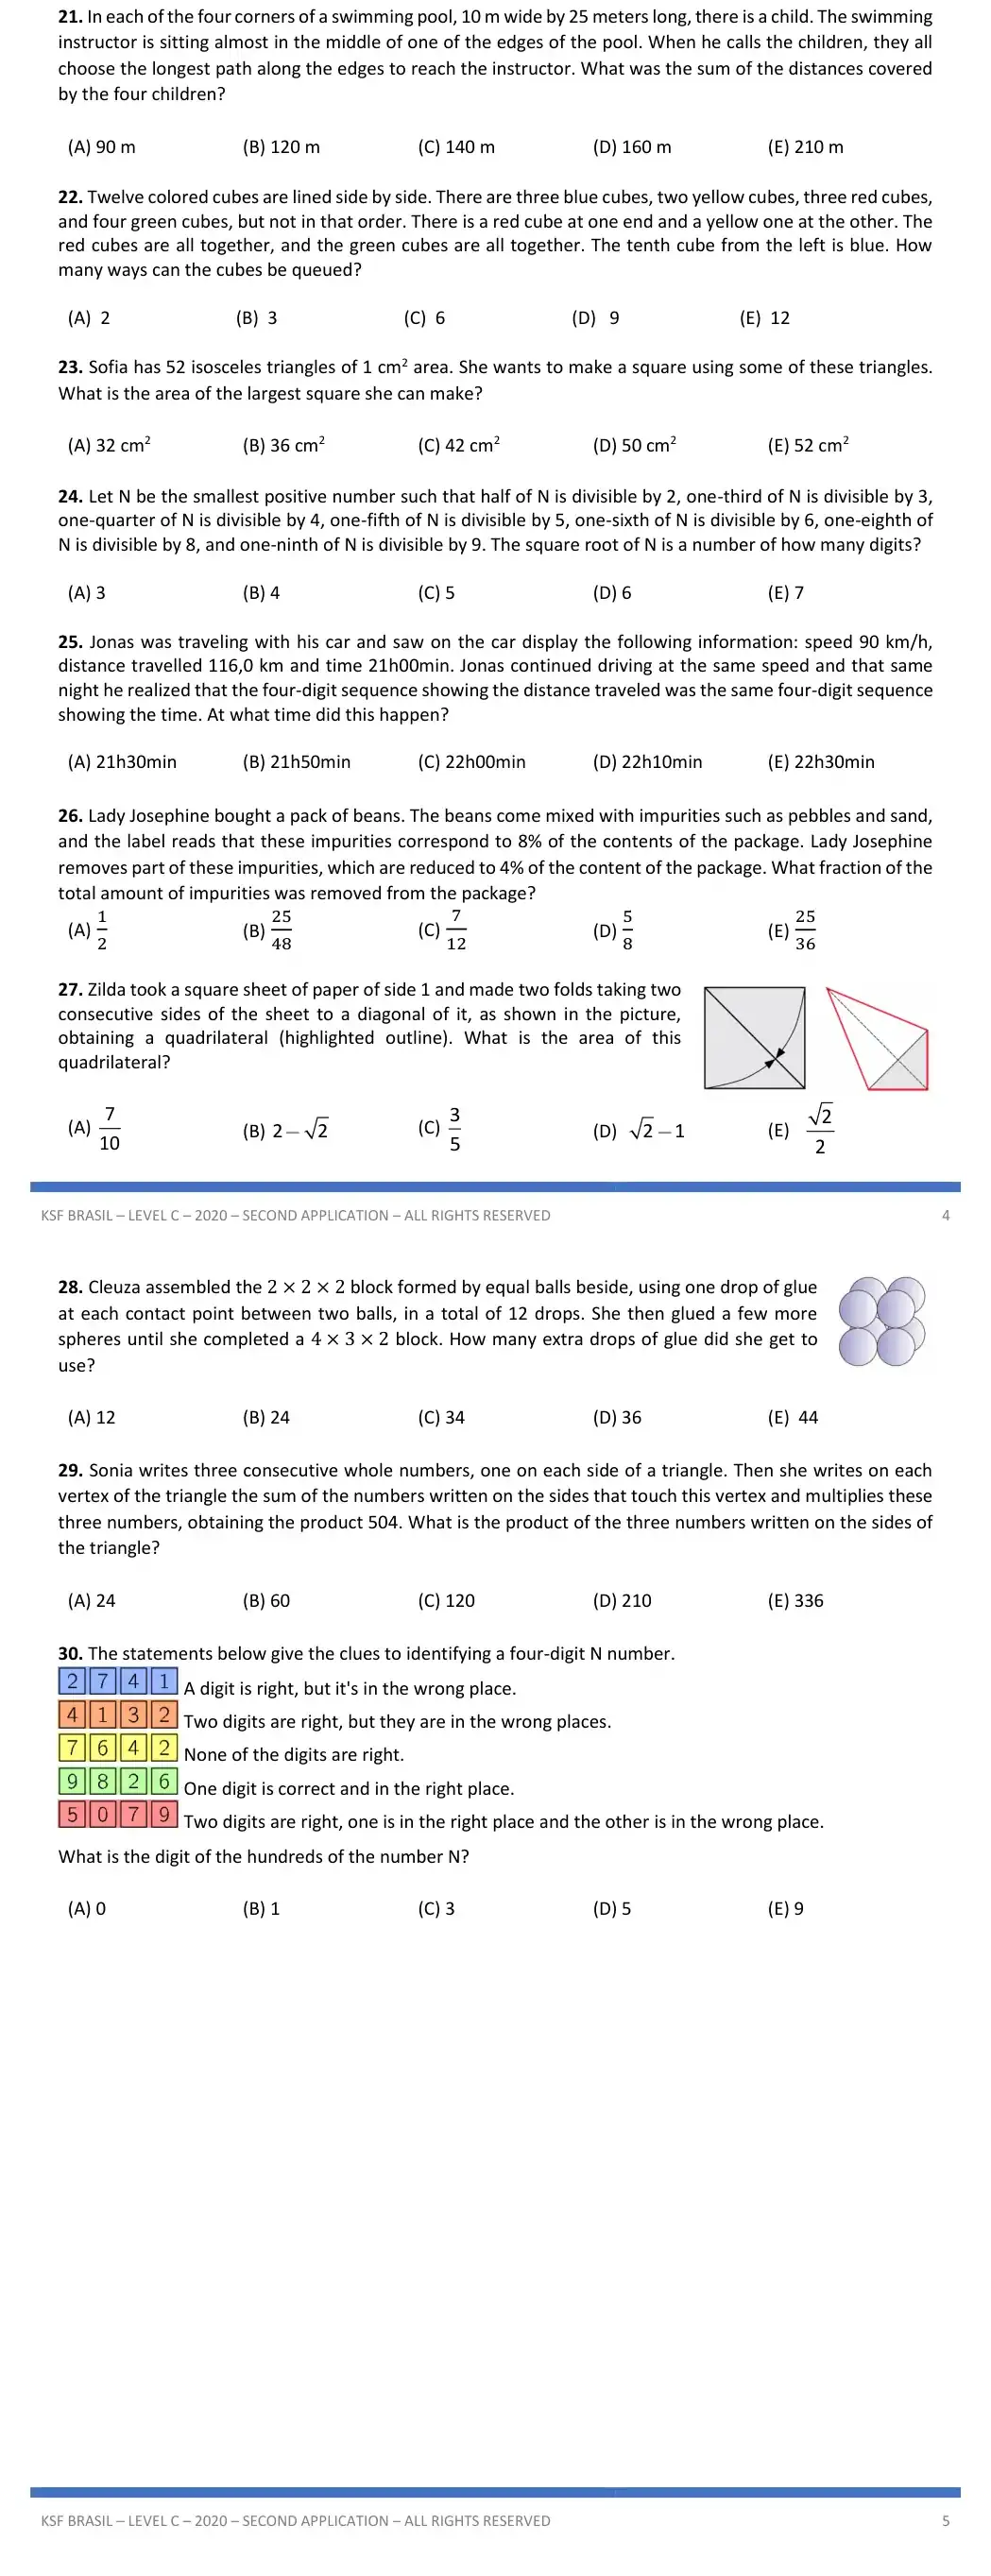 21. In each of the four corners of a swimming pool, 10 m wide by 25 meters long, there is a child. The swimming
instructor is sitting almost in the middle of one of the edges of the pool. When he calls the children, they all
choose the longest path along the edges to reach the instructor. What was the sum of the distances covered
by the four children?
(A) 90 m (B) 120 m (C) 140 m (D) 160 m (E) 210 m
22. Twelve colored cubes are lined side by side. There are three blue cubes, two yellow cubes, three red cubes,
and four green cubes, but not in that order. There is a red cube at one end and a yellow one at the other. The
red cubes are all together, and the green cubes are all together. The tenth cube from the left is blue. How
many ways can the cubes be queued?
(A) 2 (B) 3 (C) 6 (D) 9 (E) 12
23. Sofia has 52 isosceles triangles of 1 cm² area. She wants to make a square using some of these triangles.
What is the area of the largest square she can make?
(A) 32 cm² (B) 36 cm² (C) 42 cm² (D) 50 cm² (E) 52 cm²
24. Let N be the smallest positive number such that half of N is divisible by 2, one-third of N is divisible by 3,
one-quarter of N is divisible by 4, one-fifth of N is divisible by 5, one-sixth of N is divisible by 6, one-eighth of
N is divisible by 8, and one-ninth of N is divisible by 9. The square root of N is a number of how many digits?
(A) 3 (B) 4 (C) 5 (D) 6 (E) 7
25. Jonas was traveling with his car and saw on the car display the following information: speed 90 km/h,
distance travelled 116,0 km and time 21h00min. Jonas continued driving at the same speed and that same
night he realized that the four-digit sequence showing the distance traveled was the same four-digit sequence
showing the time. At what time did this happen?
(A) 21h30min (B) 21h50min (C) 22h00min (D) 22h10min (E) 22h30min
26. Lady Josephine bought a pack of beans. The beans come mixed with impurities such as pebbles and sand,
and the label reads that these impurities correspond to 8% of the contents of the package. Lady Josephine
removes part of these impurities, which are reduced to 4% of the content of the package. What fraction of the
total amount of impurities was removed from the package?
(A) 1/2 (B) 25/48 (C) 7/12 (D) 5/8 (E) 25/36
27. Zilda took a square sheet of paper of side 1 and made two folds taking two
consecutive sides of the sheet to a diagonal of it, as shown in the picture,
obtaining a quadrilateral (highlighted outline). What is the area of this
quadrilateral?
(A) 7/10 (B) 2 – √2 (C) 3/5 (D) √2 – 1 (E) √2/2
KSF BRASIL – LEVEL C – 2020 – SECOND APPLICATION – ALL RIGHTS RESERVED 4
28. Cleuza assembled the 2 × 2 × 2 block formed by equal balls beside, using one drop of glue
at each contact point between two balls, in a total of 12 drops. She then glued a few more
spheres until she completed a 4 × 3 × 2 block. How many extra drops of glue did she get to
use?
(A) 12 (B) 24 (C) 34 (D) 36 (E) 44
29. Sonia writes three consecutive whole numbers, one on each side of a triangle. Then she writes on each
vertex of the triangle the sum of the numbers written on the sides that touch this vertex and multiplies these
three numbers, obtaining the product 504. What is the product of the three numbers written on the sides of
the triangle?
(A) 24 (B) 60 (C) 120 (D) 210 (E) 336
30. The statements below give the clues to identifying a four-digit N number.
2 7 4 1 A digit is right, but it's in the wrong place.
4 1 3 2 Two digits are right, but they are in the wrong places.
7 6 4 2 None of the digits are right.
9 8 2 6 One digit is correct and in the right place.
5 0 7 9 Two digits are right, one is in the right place and the other is in the wrong place.
What is the digit of the hundreds of the number N?
(A) 0 (B) 1 (C) 3 (D) 5 (E) 9
KSF BRASIL – LEVEL C – 2020 – SECOND APPLICATION – ALL RIGHTS RESERVED 5